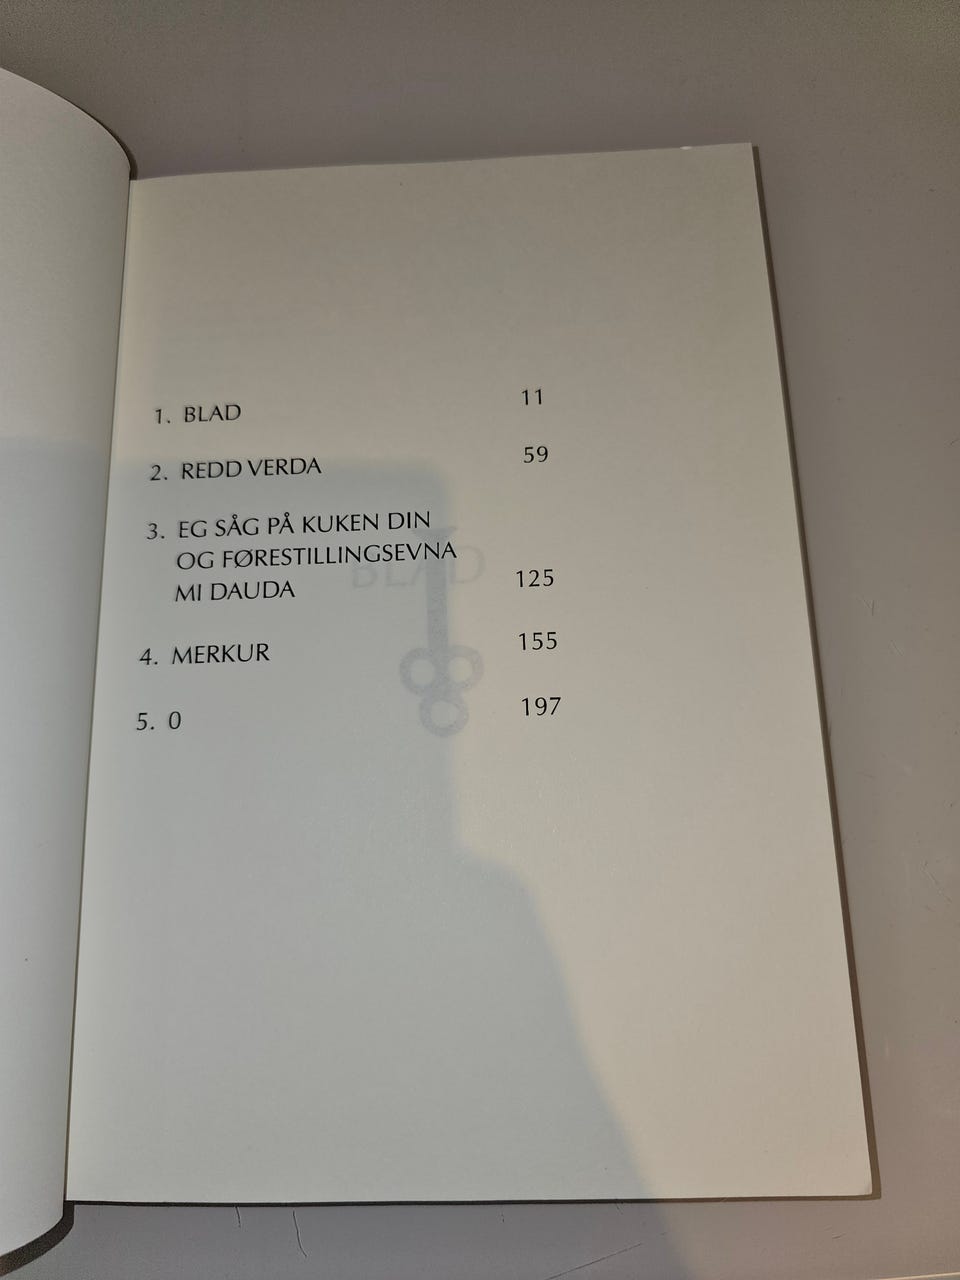 1. BLAD 11
2. REDD VERDA 59
3. EG SÅG PÅ KUKEN DIN
OG FØRESTILLINGSEVNA
MI DAUDA 125
4. MERKUR 155
5. 0 197
BLAD